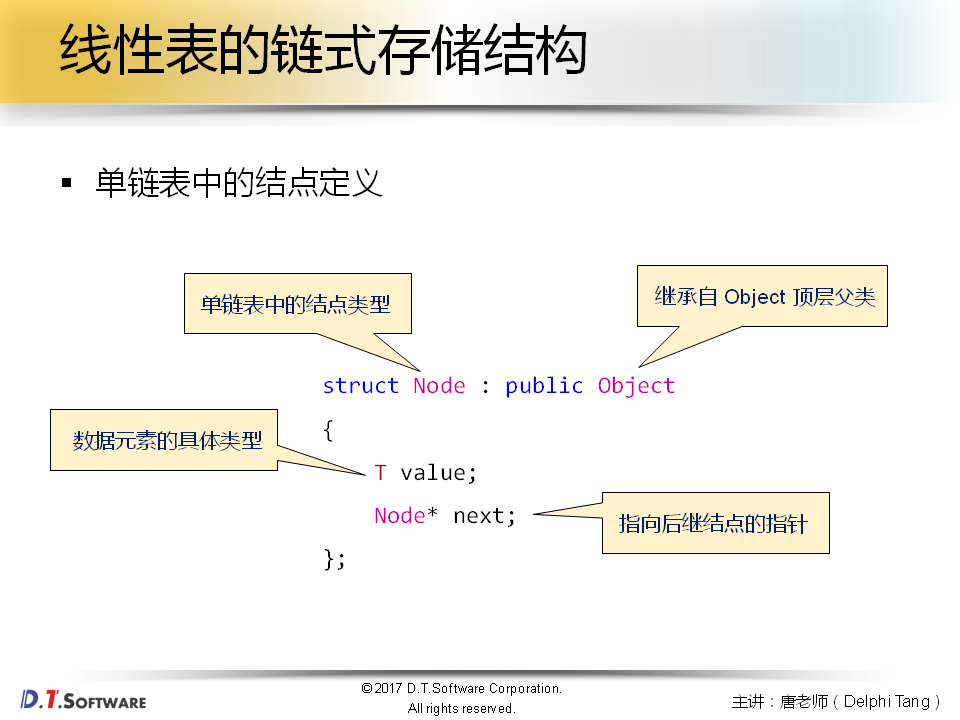 线性表的链式存储结构
▪ 单链表中的结点定义
单链表中的结点类型
继承自 Object 顶层父类
struct Node : public Object
{
数据元素的具体类型
T value;
Node* next;
指向后继结点的指针
};
D.T.SOFTWARE
©2017 D.T.Software Corporation.
All rights reserved.
主讲：唐老师（Delphi Tang）